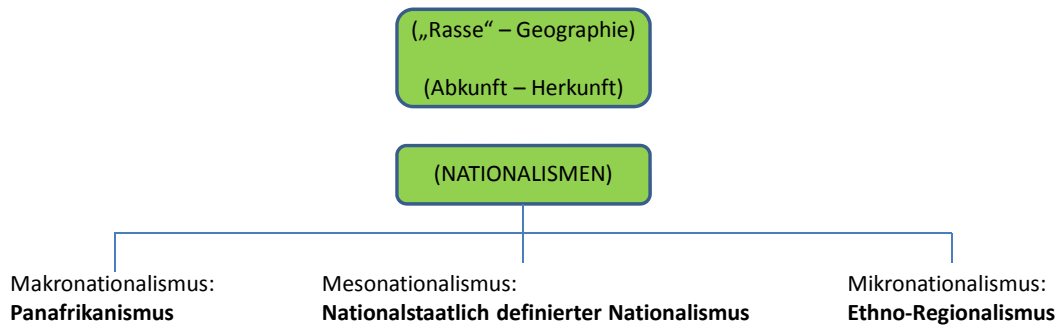 („Rasse“ – Geographie)
(Abkunft – Herkunft)
(NATIONALISMEN)
Makronationalismus:
Panafrikanismus
Mesonationalismus:
Nationalstaatlich definierter Nationalismus
Mikronationalismus:
Ethno-Regionalismus